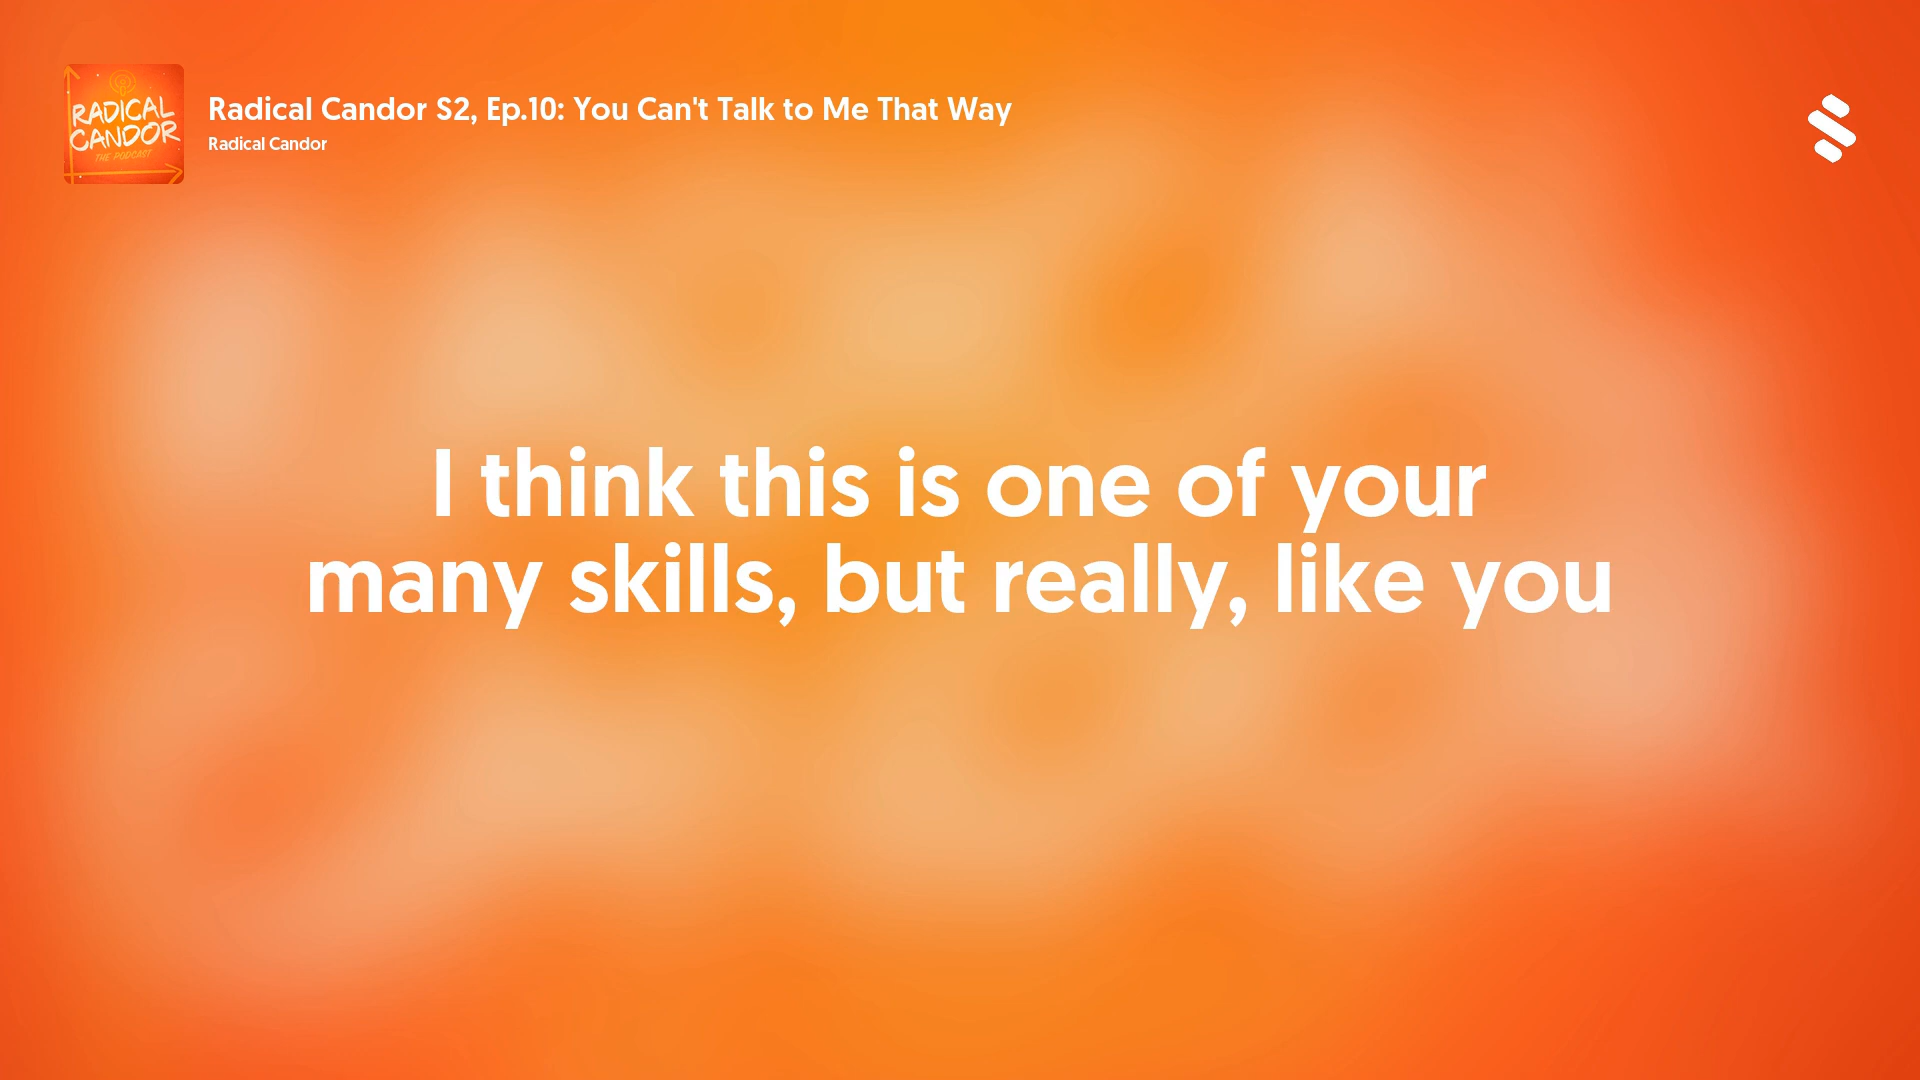 RADICAL
CANDOR
THE PODCAST
Radical Candor S2, Ep.10: You Can't Talk to Me That Way
Radical Candor
I think this is one of your
many skills, but really, like you